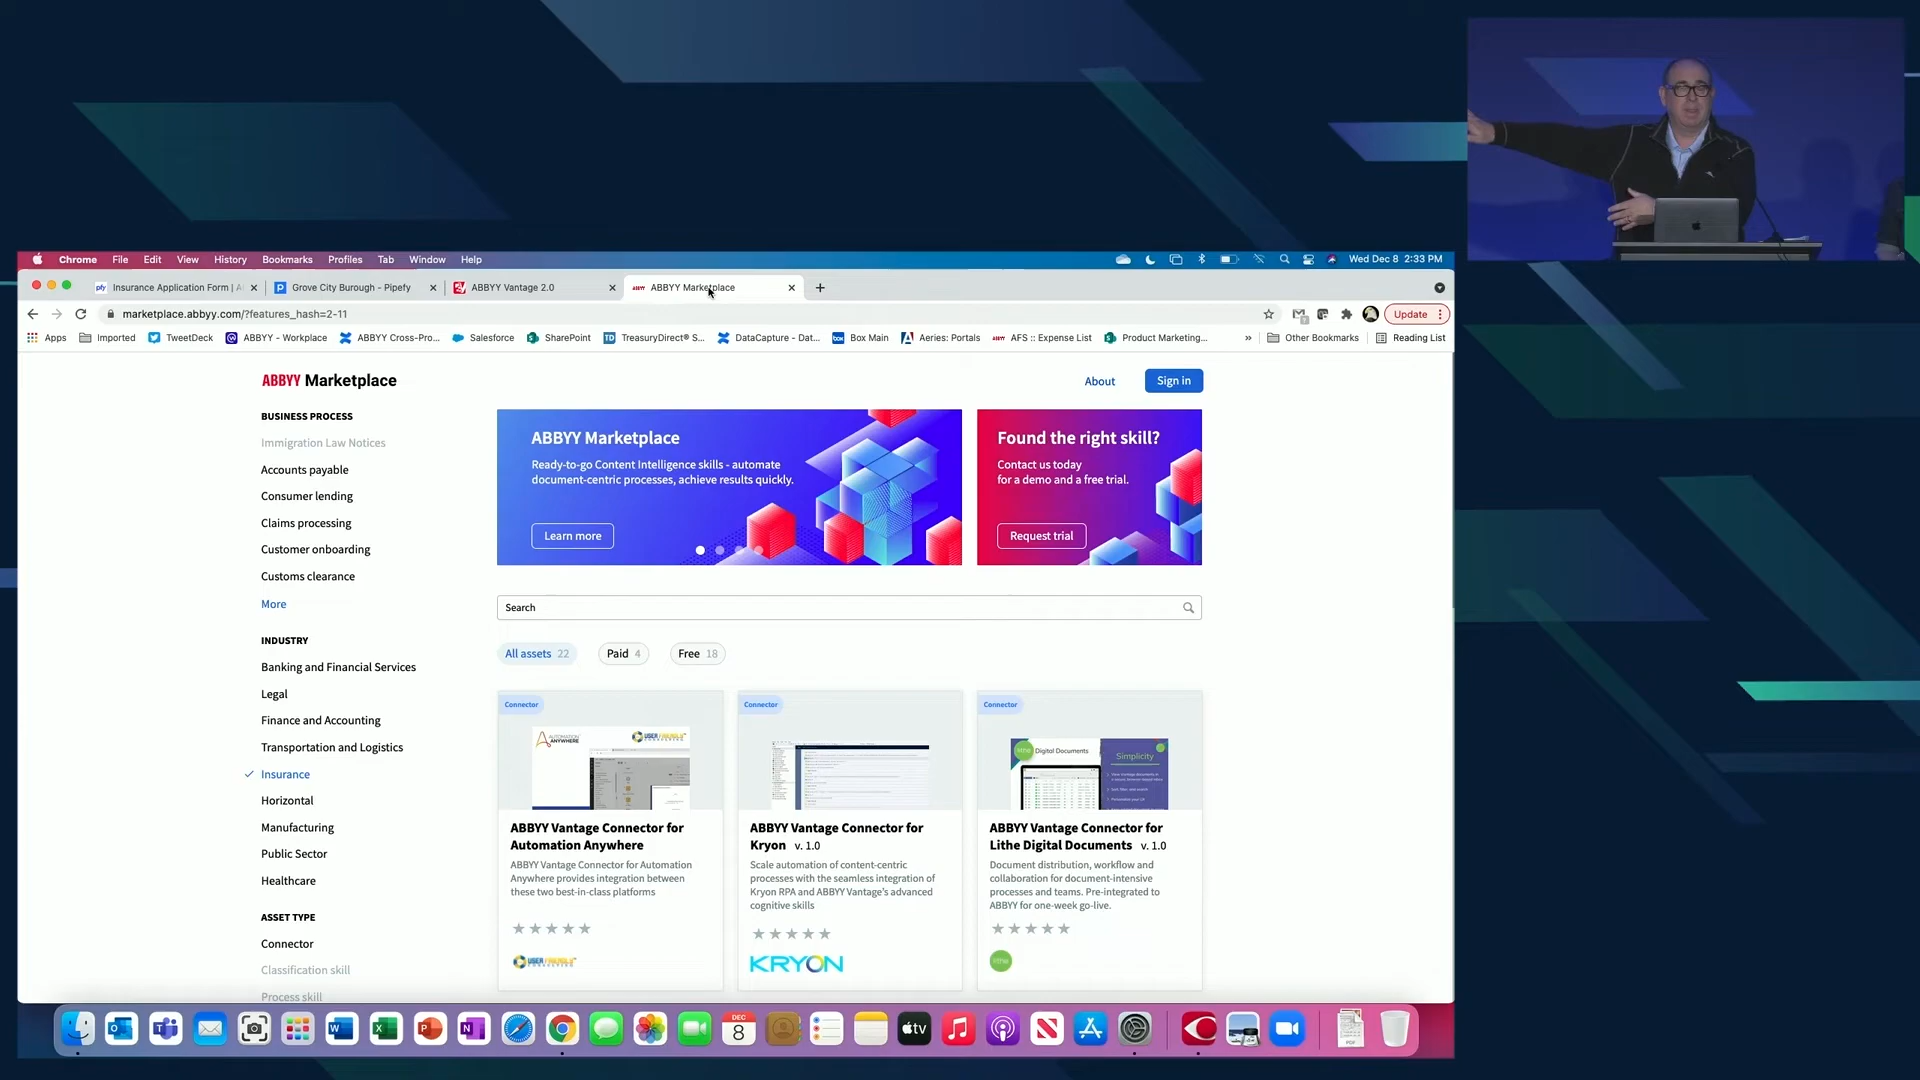 Chrome File Edit View History Bookmarks Profiles Tab Window Help
Wed Dec 8 2:33 PM
Insurance Application Form | A
Grove City Borough - Pipefy
ABBYY Vantage 2.0
ABBYY Marketplace
marketplace.abbyy.com/?features_hash=2-11
Update
Apps Imported TweetDeck ABBYY - Workplace ABBYY Cross-Pro... Salesforce SharePoint TreasuryDirect® S... DataCapture - Dat... Box Main Aeries: Portals AFS :: Expense List Product Marketing... » Other Bookmarks Reading List
ABBYY Marketplace
About
Sign in
BUSINESS PROCESS
Immigration Law Notices
Accounts payable
Consumer lending
Claims processing
Customer onboarding
Customs clearance
More
INDUSTRY
Banking and Financial Services
Legal
Finance and Accounting
Transportation and Logistics
Insurance
Horizontal
Manufacturing
Public Sector
Healthcare
ASSET TYPE
Connector
Classification skill
Process skill
ABBYY Marketplace
Ready-to-go Content Intelligence skills - automate
document-centric processes, achieve results quickly.
Learn more
Found the right skill?
Contact us today
for a demo and a free trial.
Request trial
Search
All assets 22
Paid 4
Free 18
Connector
AUTOMATION
ANYWHERE
ABBYY Vantage Connector for
Automation Anywhere
ABBYY Vantage Connector for Automation
Anywhere provides integration between
these two best-in-class platforms
Connector
ABBYY Vantage Connector for
Kryon v. 1.0
Scale automation of content-centric
processes with the seamless integration of
Kryon RPA and ABBYY Vantage's advanced
cognitive skills
KRYON
Connector
Digital Documents
Simplicity
ABBYY Vantage Connector for
Lithe Digital Documents v. 1.0
Document distribution, workflow and
collaboration for document-intensive
processes and teams. Pre-integrated to
ABBYY for one-week go-live.
DEC
8
tv